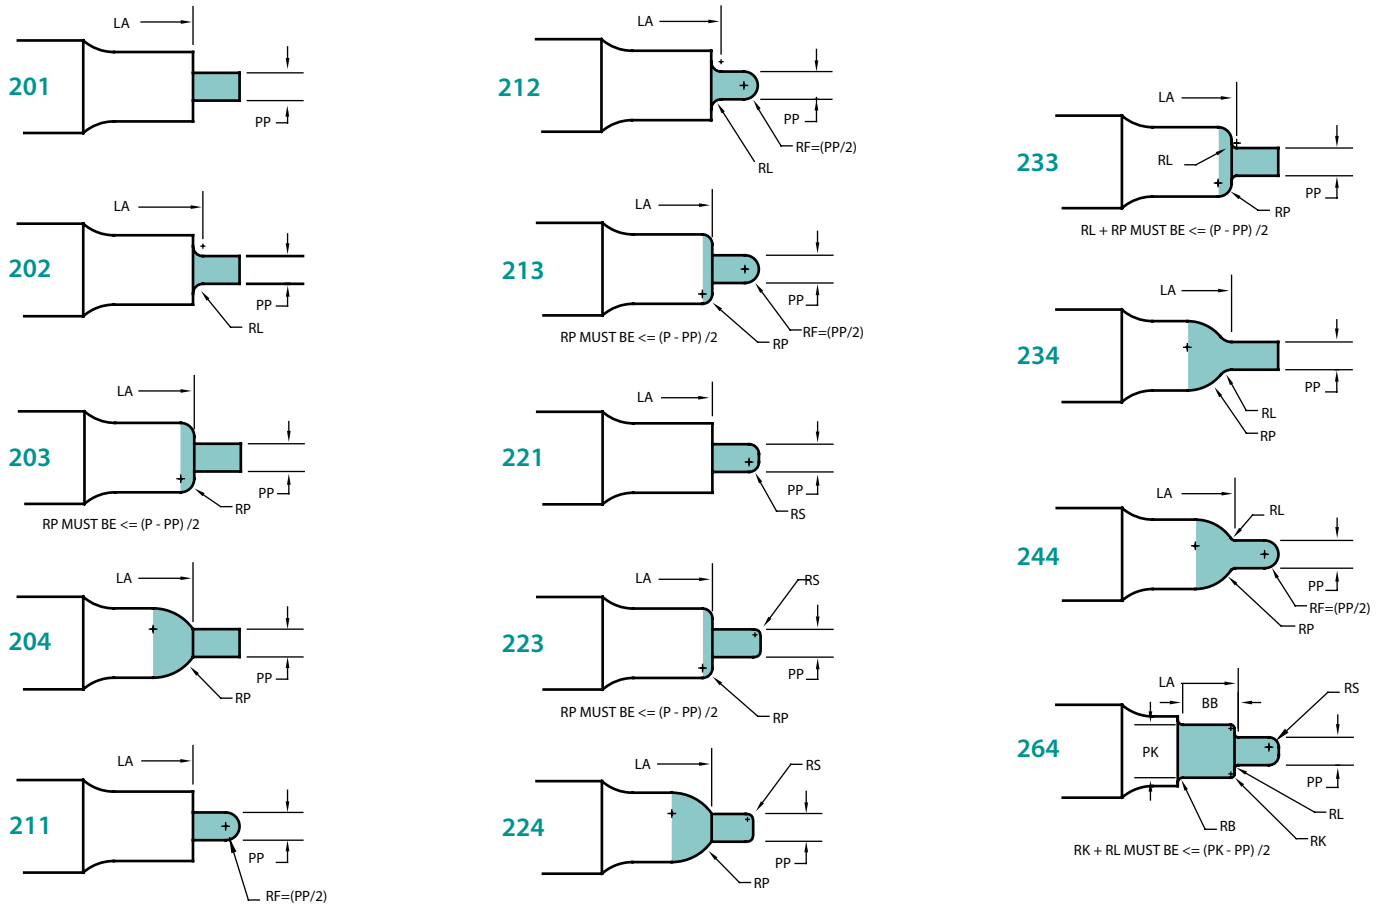 LA
201
PP
LA
202
PP
RL
LA
203
PP
RP
RP MUST BE <= (P - PP) /2
LA
204
PP
RP
LA
211
PP
RF=(PP/2)
LA
212
PP
RF=(PP/2)
RL
LA
213
RF=(PP/2)
RP MUST BE <= (P - PP) /2
RP
LA
221
PP
RS
LA
RS
223
PP
RP MUST BE <= (P - PP) /2
RP
LA
RS
224
PP
RP
LA
233
RL
PP
RP
RL + RP MUST BE <= (P - PP) /2
LA
234
PP
RL
RP
LA
RL
244
PP
RF=(PP/2)
RP
LA
RS
BB
264
PK
PP
RL
RB
RK
RK + RL MUST BE <= (PK - PP) /2